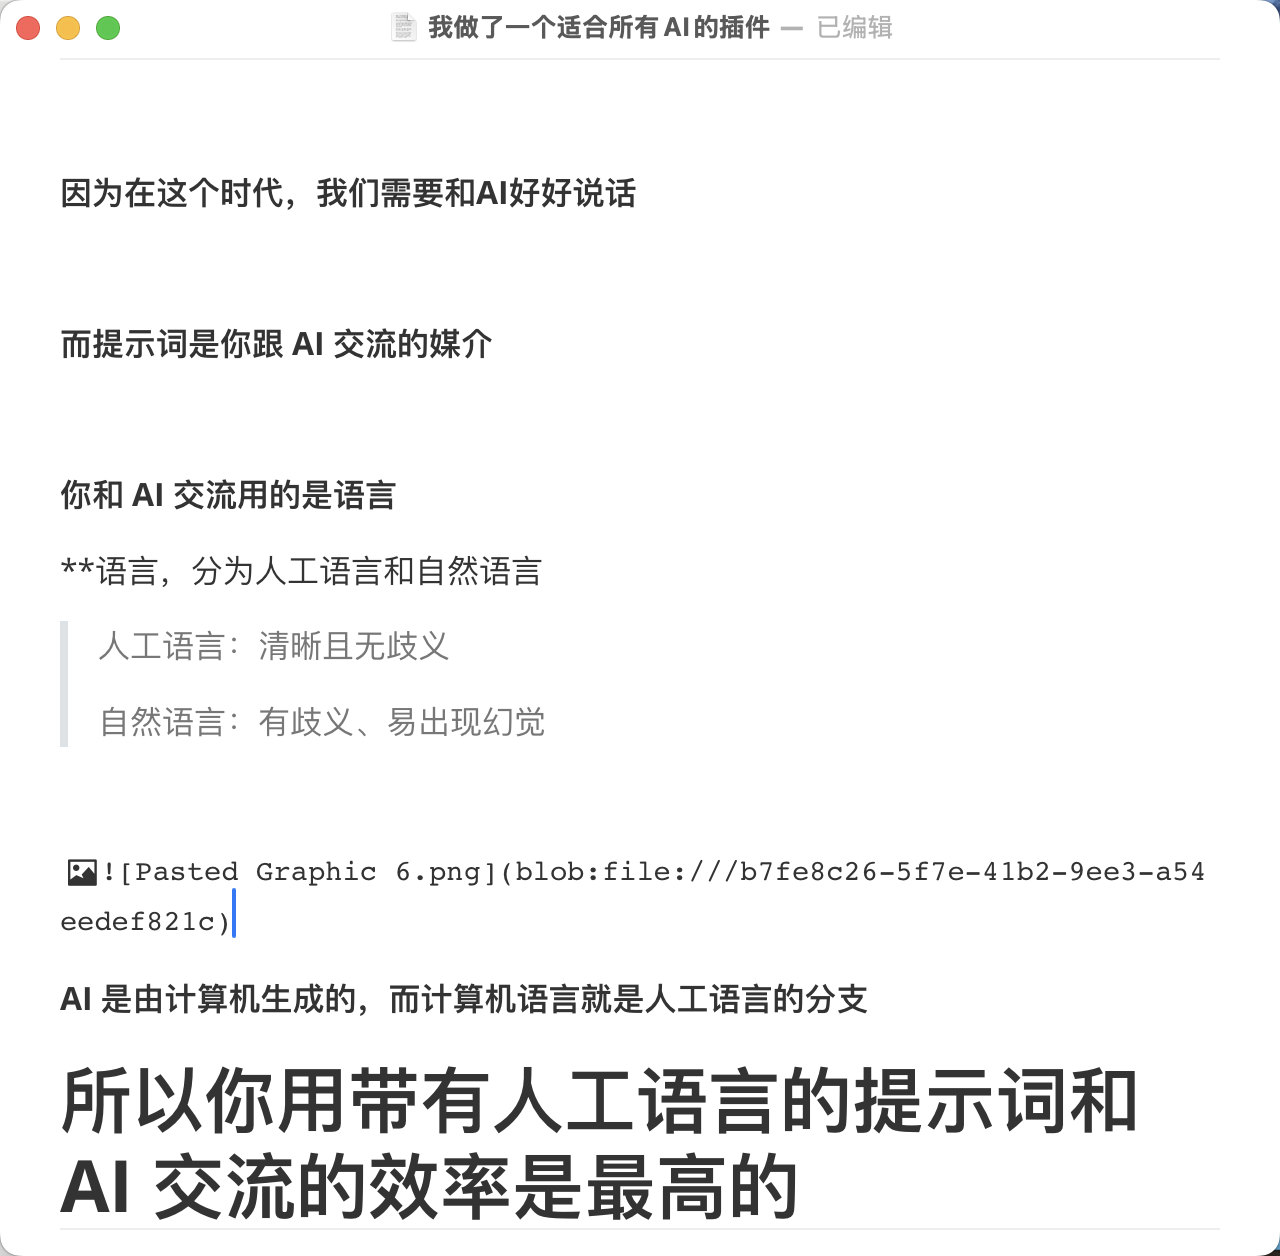 我做了一个适合所有 AI 的插件 — 已编辑
因为在这个时代，我们需要和AI好好说话
而提示词是你跟 AI 交流的媒介
你和 AI 交流用的是语言
**语言，分为人工语言和自然语言
人工语言：清晰且无歧义
自然语言：有歧义、易出现幻觉
![Pasted Graphic 6.png](blob:file:///b7fe8c26-5f7e-41b2-9ee3-a54
eedef821c)
AI 是由计算机生成的，而计算机语言就是人工语言的分支
所以你用带有人工语言的提示词和
AI 交流的效率是最高的